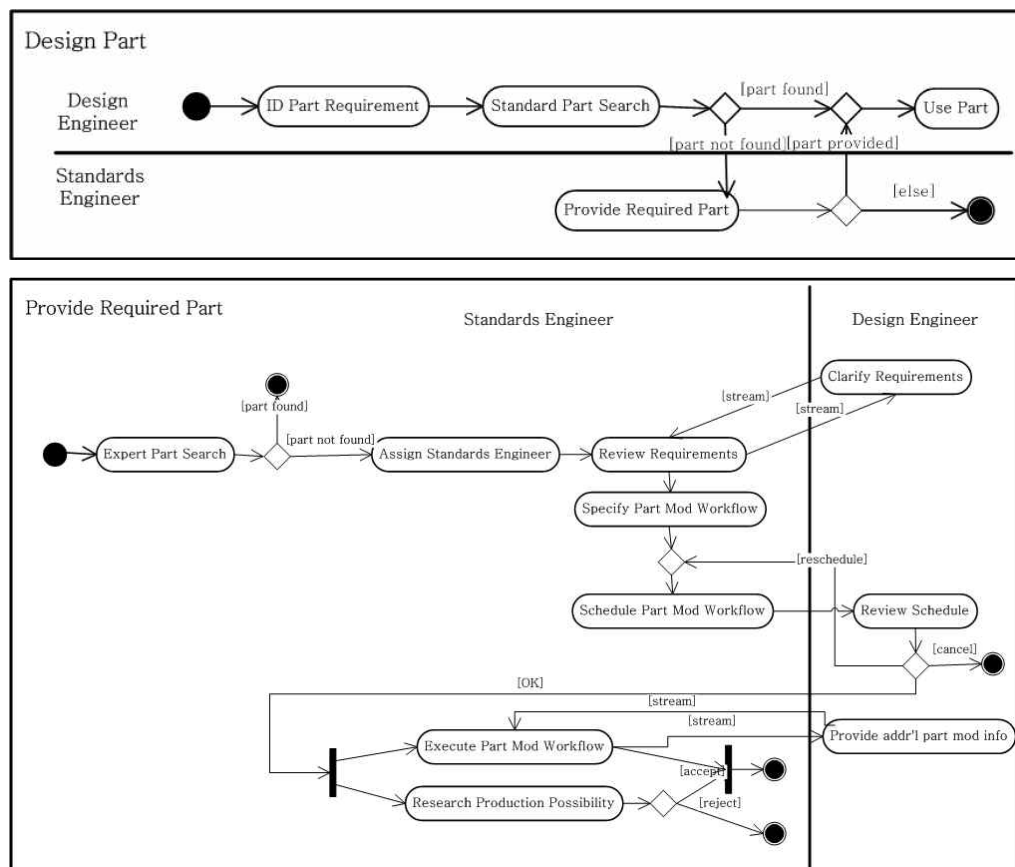 Design Part
Design
Engineer
ID Part Requirement
Standard Part Search
[part found]
Use Part
[part not found]
[part provided]
Standards
Engineer
Provide Required Part
[else]
Provide Required Part
Standards Engineer
Design Engineer
Clarify Requirements
[stream]
[stream]
[part found]
[part not found]
Expert Part Search
Assign Standards Engineer
Review Requirements
Specify Part Mod Workflow
[reschedule]
Schedule Part Mod Workflow
Review Schedule
[cancel]
[OK]
[stream]
[stream]
Execute Part Mod Workflow
Provide addr'l part mod info
[accept]
Research Production Possibility
[reject]